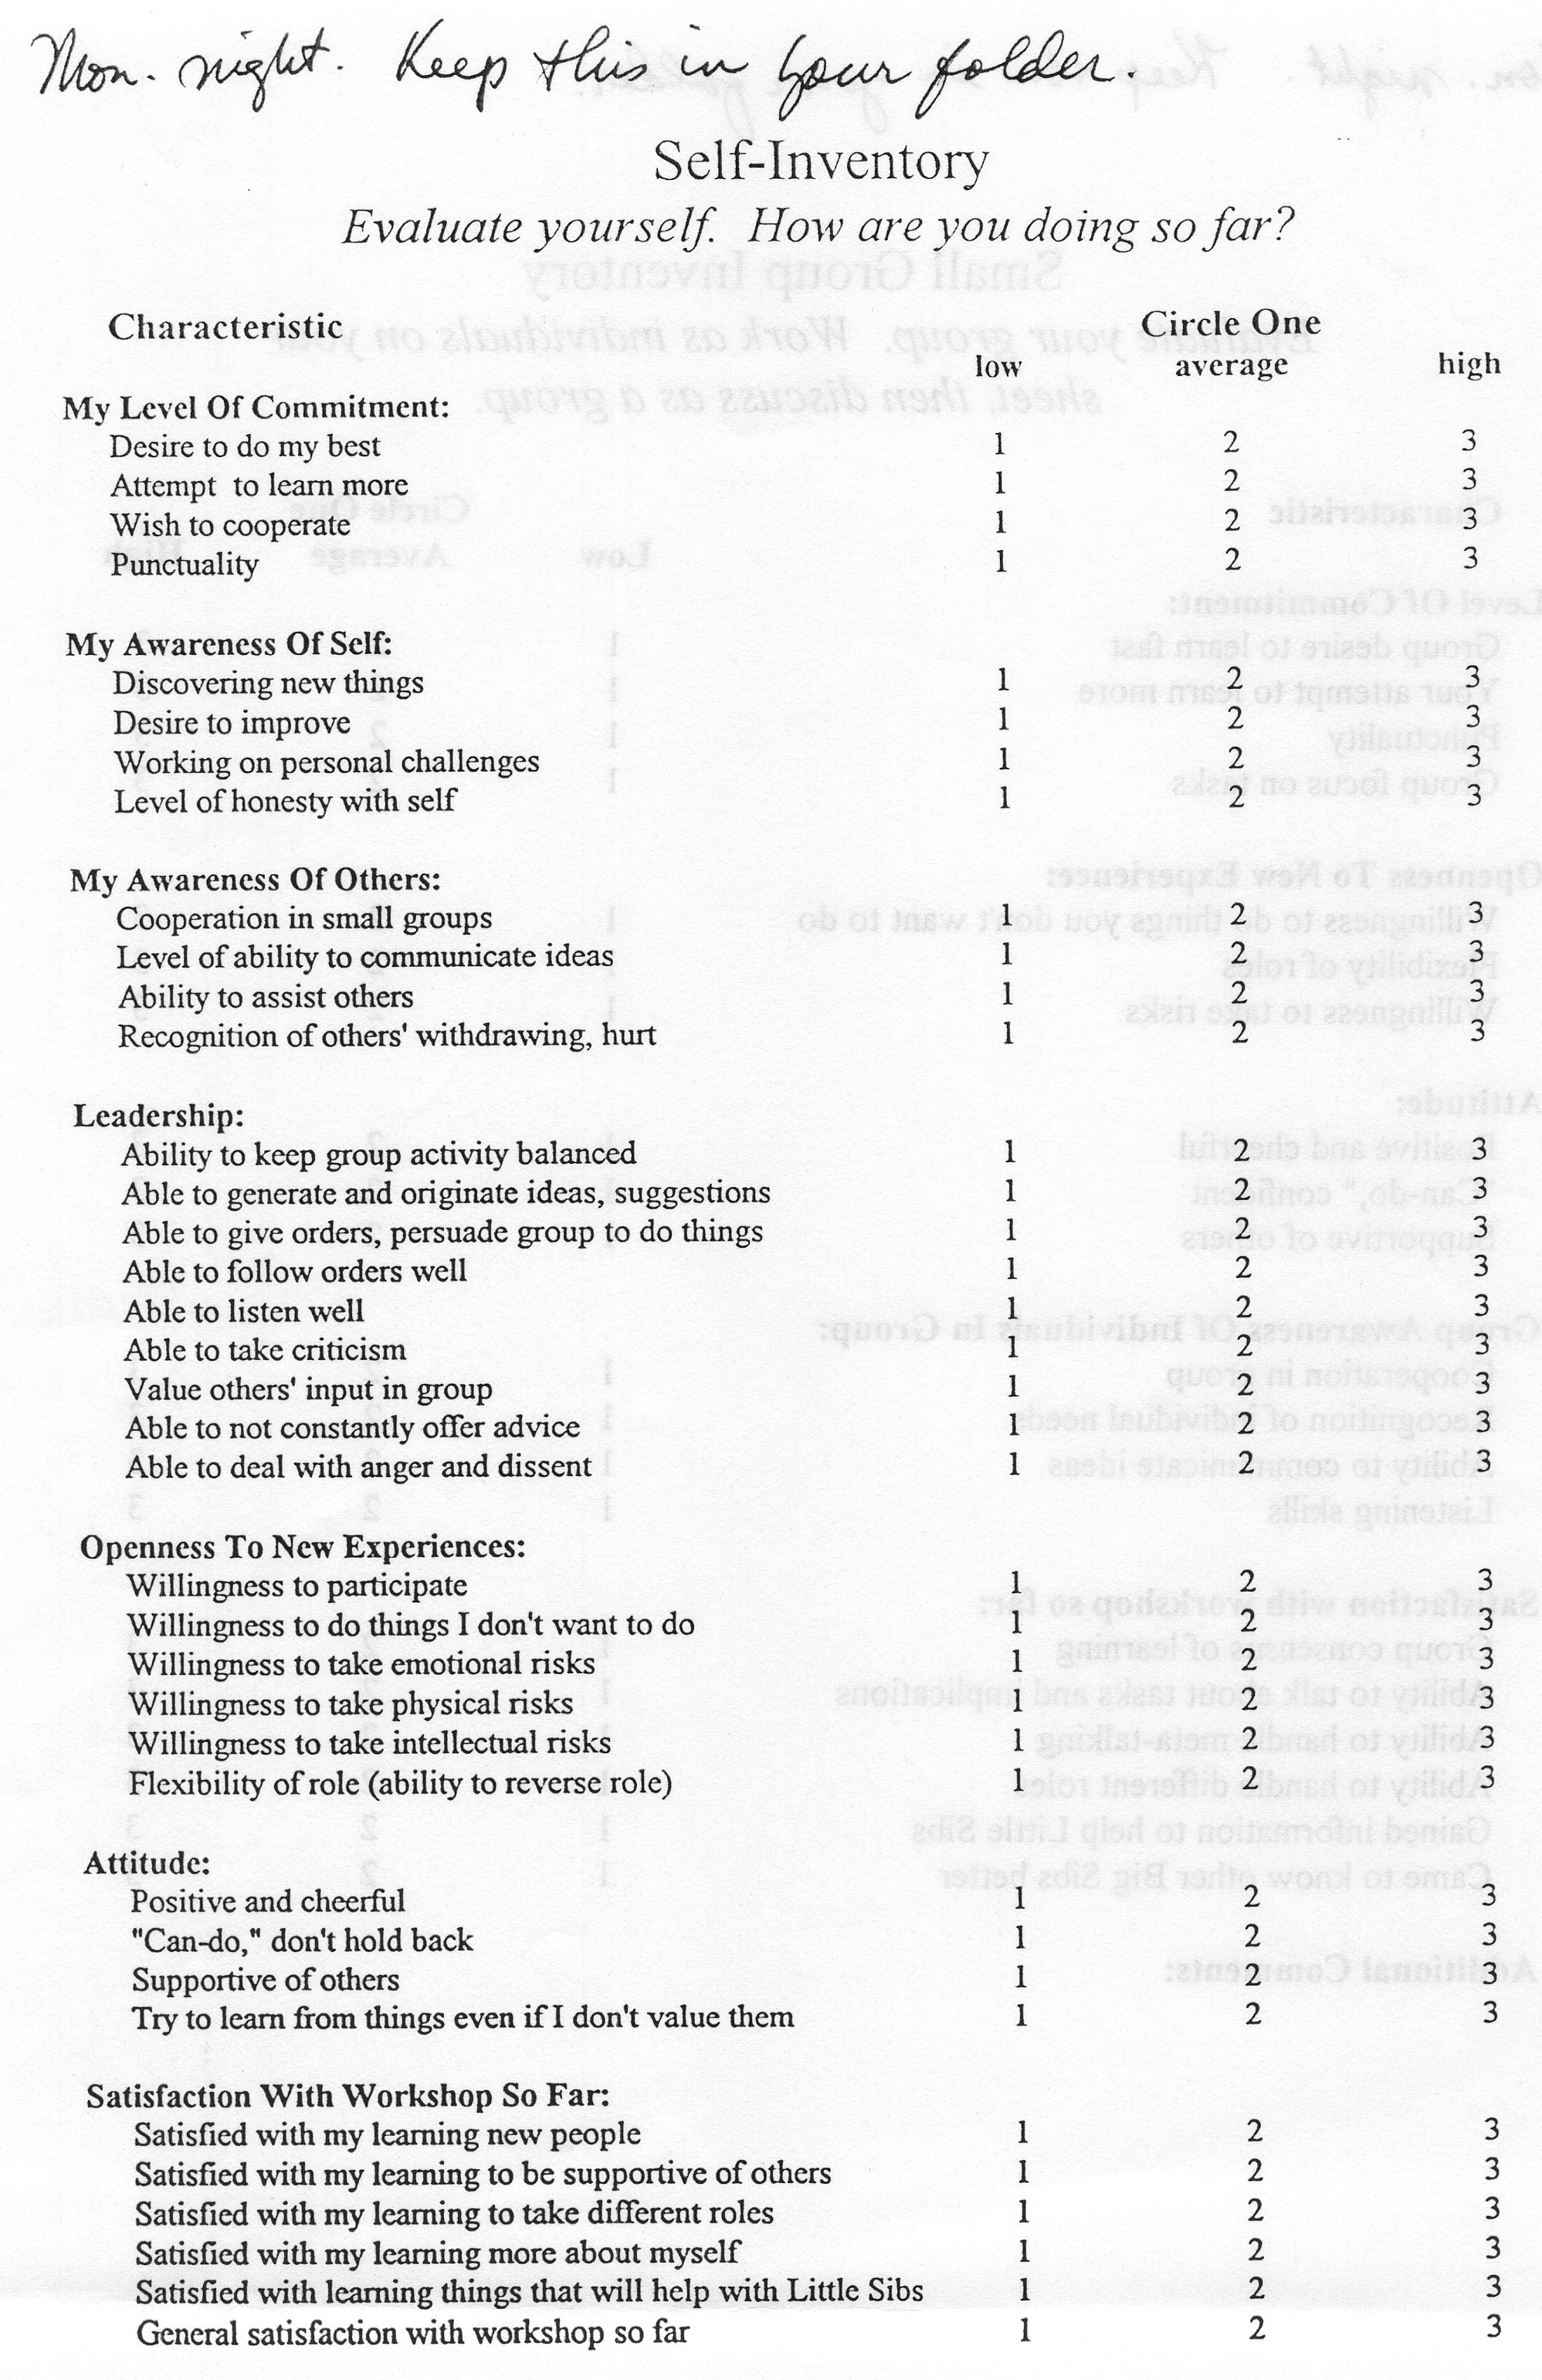 Mon. night. Keep this in your folder.
Self-Inventory
Evaluate yourself. How are you doing so far?
Characteristic Circle One
low average high
My Level Of Commitment:
Desire to do my best 1 2 3
Attempt to learn more 1 2 3
Wish to cooperate 1 2 3
Punctuality 1 2 3
My Awareness Of Self:
Discovering new things 1 2 3
Desire to improve 1 2 3
Working on personal challenges 1 2 3
Level of honesty with self 1 2 3
My Awareness Of Others:
Cooperation in small groups 1 2 3
Level of ability to communicate ideas 1 2 3
Ability to assist others 1 2 3
Recognition of others' withdrawing, hurt 1 2 3
Leadership:
Ability to keep group activity balanced 1 2 3
Able to generate and originate ideas, suggestions 1 2 3
Able to give orders, persuade group to do things 1 2 3
Able to follow orders well 1 2 3
Able to listen well 1 2 3
Able to take criticism 1 2 3
Value others' input in group 1 2 3
Able to not constantly offer advice 1 2 3
Able to deal with anger and dissent 1 2 3
Openness To New Experiences:
Willingness to participate 1 2 3
Willingness to do things I don't want to do 1 2 3
Willingness to take emotional risks 1 2 3
Willingness to take physical risks 1 2 3
Willingness to take intellectual risks 1 2 3
Flexibility of role (ability to reverse role) 1 2 3
Attitude:
Positive and cheerful 1 2 3
"Can-do," don't hold back 1 2 3
Supportive of others 1 2 3
Try to learn from things even if I don't value them 1 2 3
Satisfaction With Workshop So Far:
Satisfied with my learning new people 1 2 3
Satisfied with my learning to be supportive of others 1 2 3
Satisfied with my learning to take different roles 1 2 3
Satisfied with my learning more about myself 1 2 3
Satisfied with learning things that will help with Little Sibs 1 2 3
General satisfaction with workshop so far 1 2 3